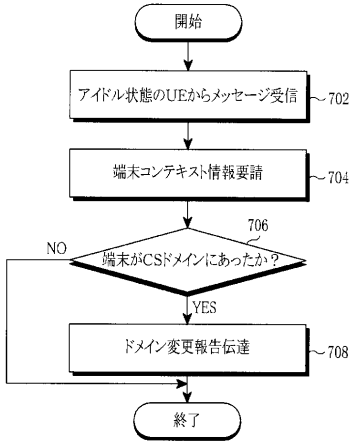 開始
アイドル状態のUEからメッセージ受信
702
端末コンテキスト情報要請
704
706
NO
端末がCSドメインにあったか？
YES
ドメイン変更報告伝達
708
終了